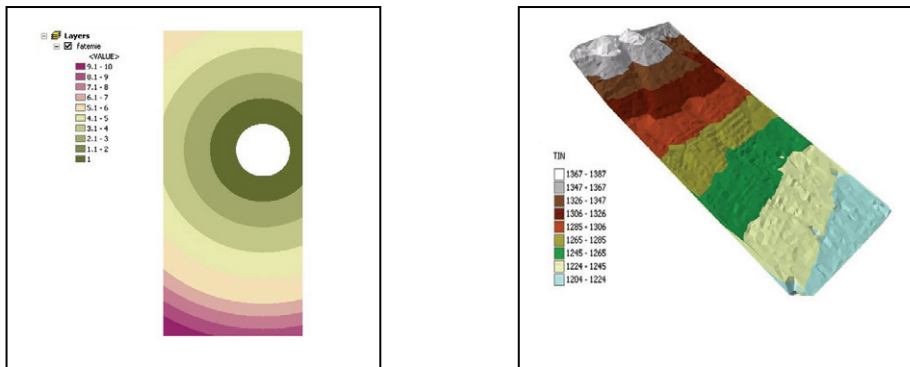 Layers
fatemie
<VALUE>
9.1 - 10
8.1 - 9
7.1 - 8
6.1 - 7
5.1 - 6
4.1 - 5
3.1 - 4
2.1 - 3
1.1 - 2
1
TIN
1367 - 1387
1347 - 1367
1326 - 1347
1306 - 1326
1285 - 1306
1265 - 1285
1245 - 1265
1224 - 1245
1204 - 1224